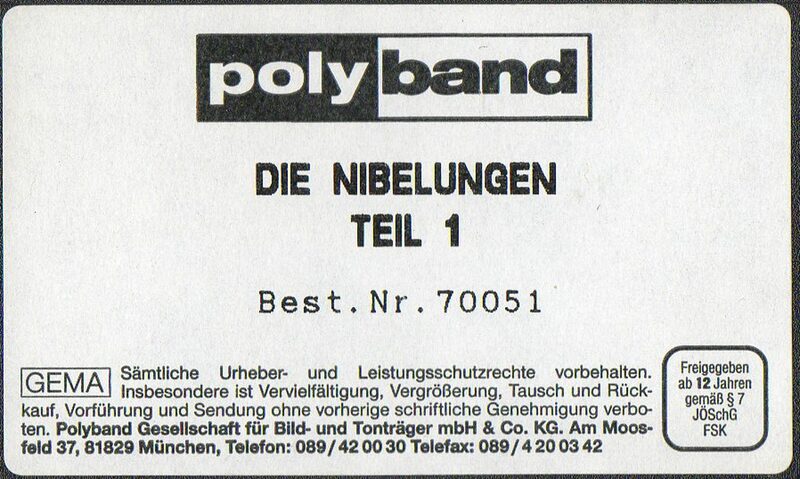 polyband
DIE NIBELUNGEN
TEIL 1
Best.Nr.70051
GEMA
Sämtliche Urheber- und Leistungsschutzrechte vorbehalten.
Insbesondere ist Vervielfältigung, Vergrößerung, Tausch und Rück-
kauf, Vorführung und Sendung ohne vorherige schriftliche Genehmigung verbo-
ten. Polyband Gesellschaft für Bild- und Tonträger mbH & Co. KG. Am Moos-
feld 37, 81829 München, Telefon: 089/42 00 30 Telefax: 089/4 20 03 42
Freigegeben
ab 12 Jahren
gemäß § 7
JÖSchG
FSK